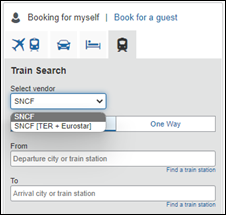 Booking for myself | Book for a guest
Train Search
Select vendor
SNCF
SNCF
SNCF [TER + Eurostar]
One Way
From
Departure city or train station
Find a train station
To
Arrival city or train station
Find a train station